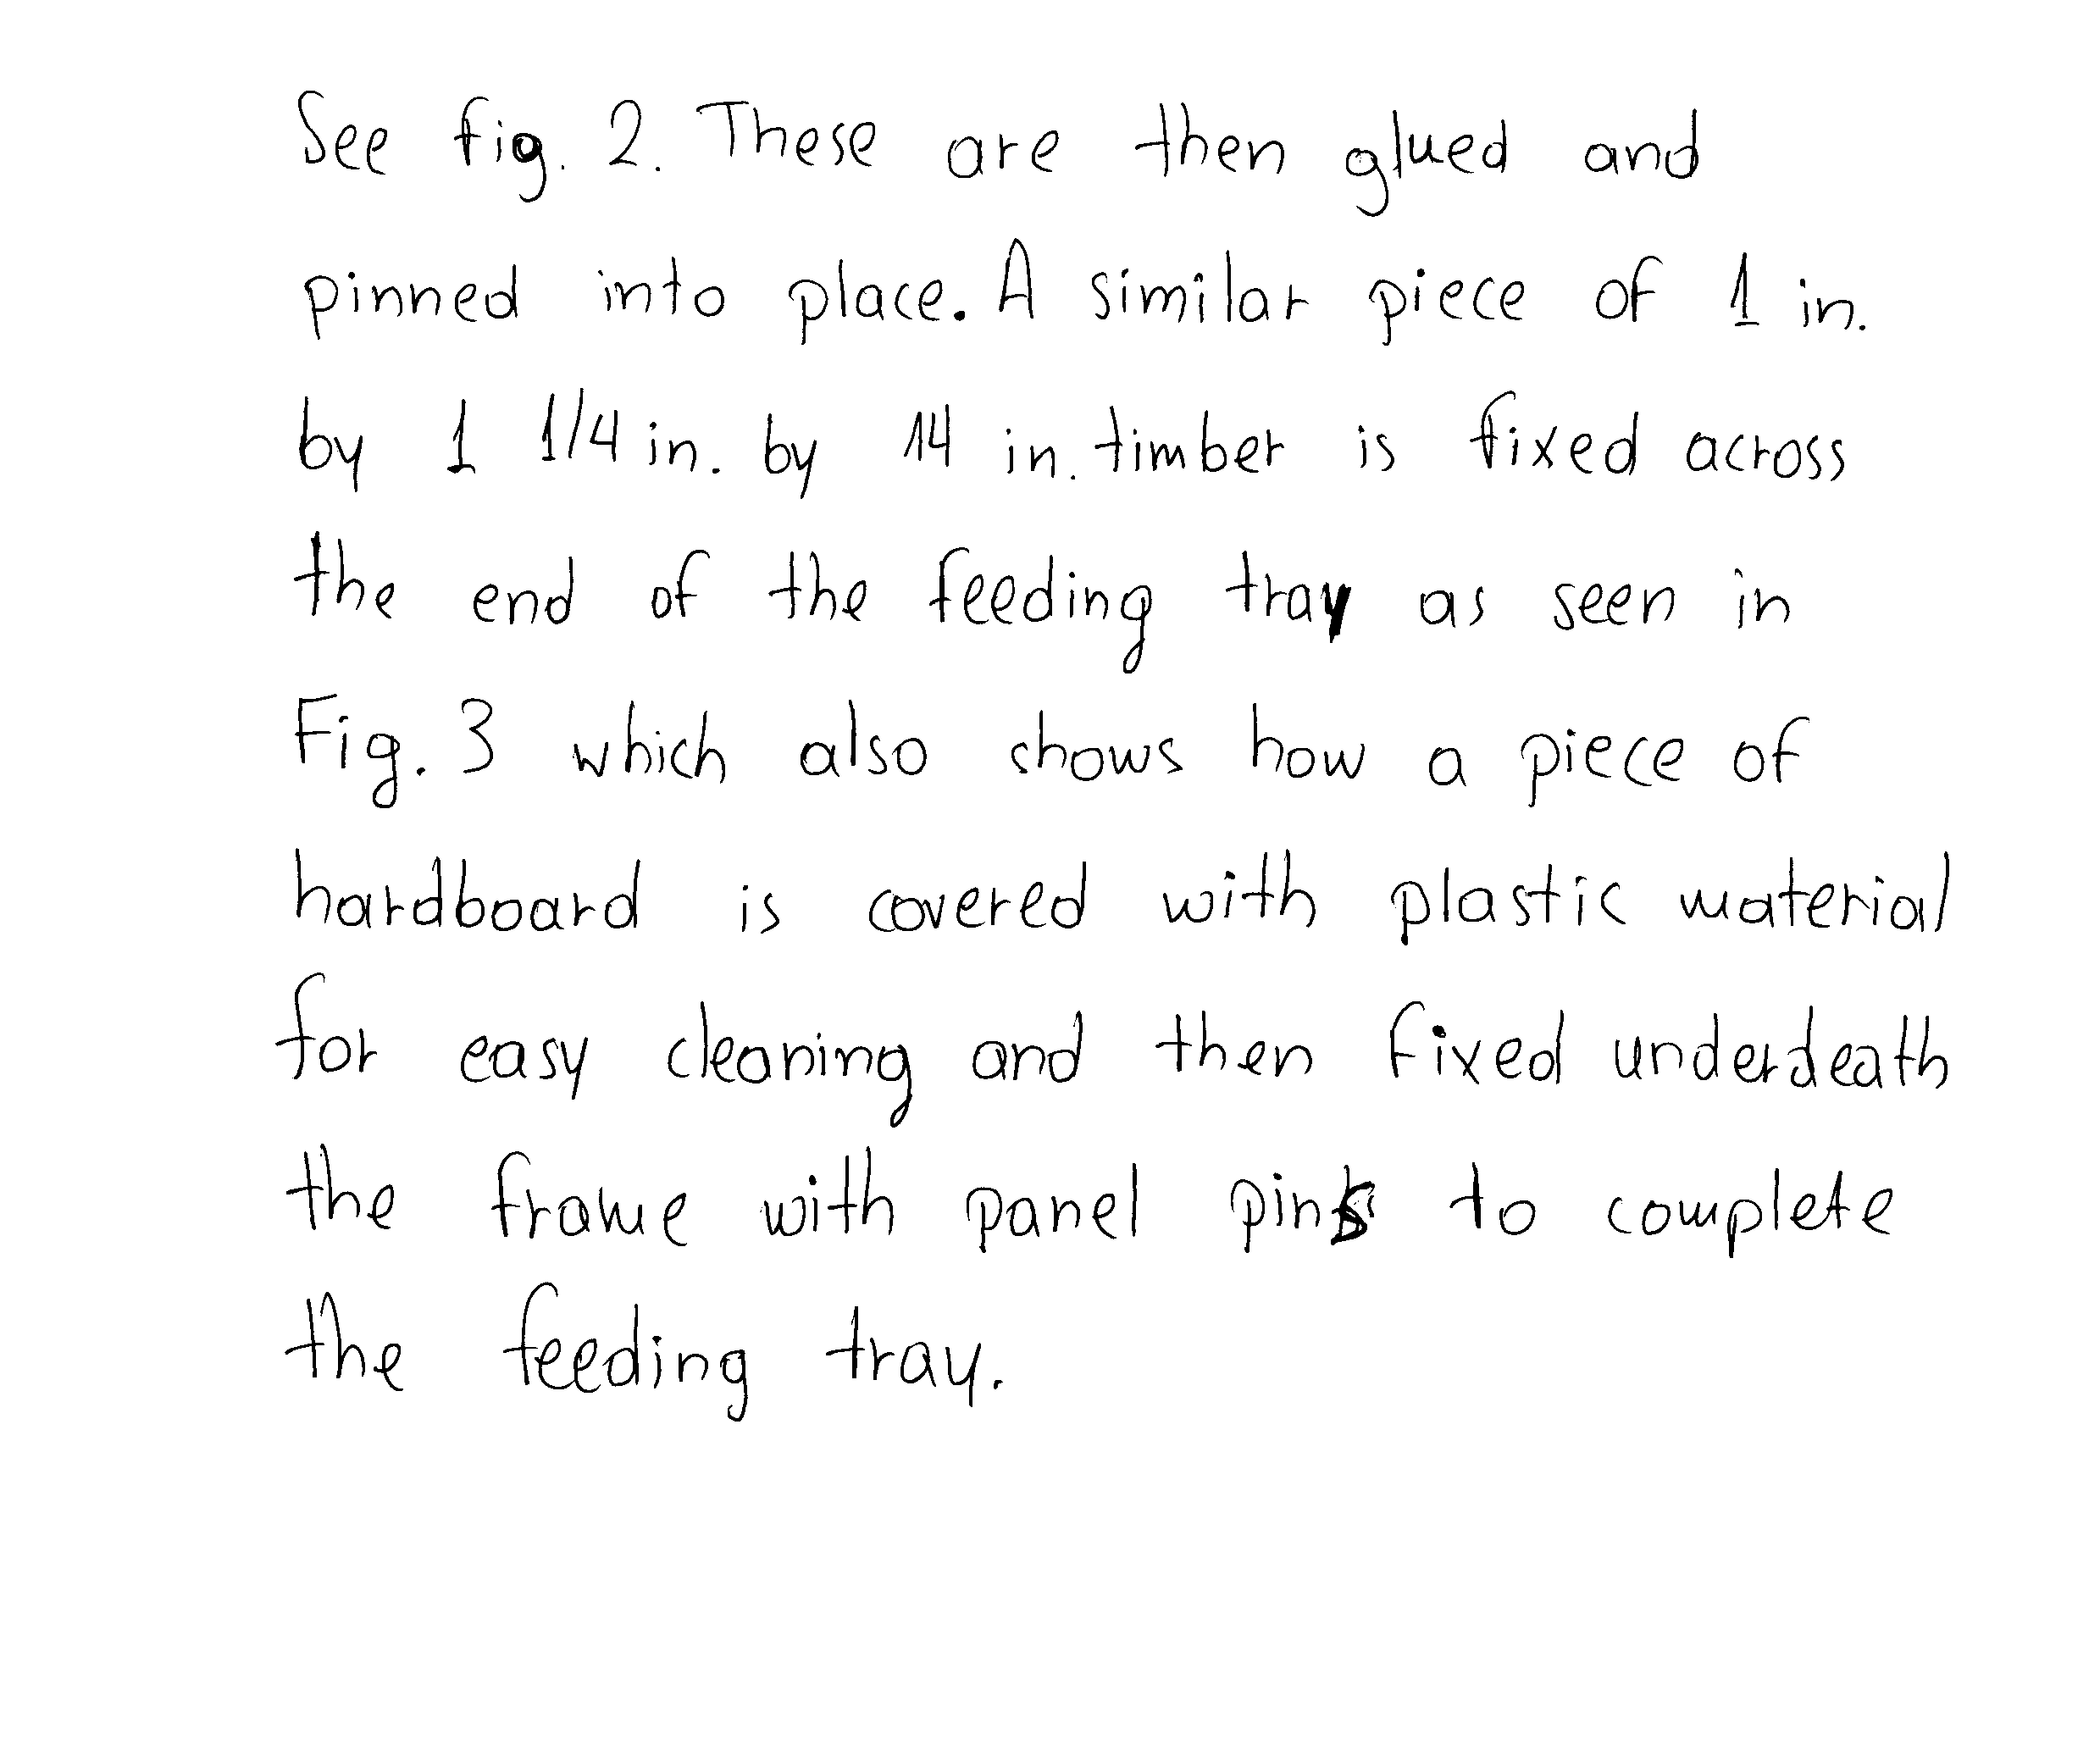 See fig. 2. These are then glued and
pinned into place. A similar piece of 1 in.
by 1 1/4 in. by 14 in. timber is fixed across
the end of the feeding tray as seen in
Fig. 3 which also shows how a piece of
hardboard is covered with plastic material
for easy cleaning and then fixed underdeath
the frame with panel pins to complete
the feeding tray.